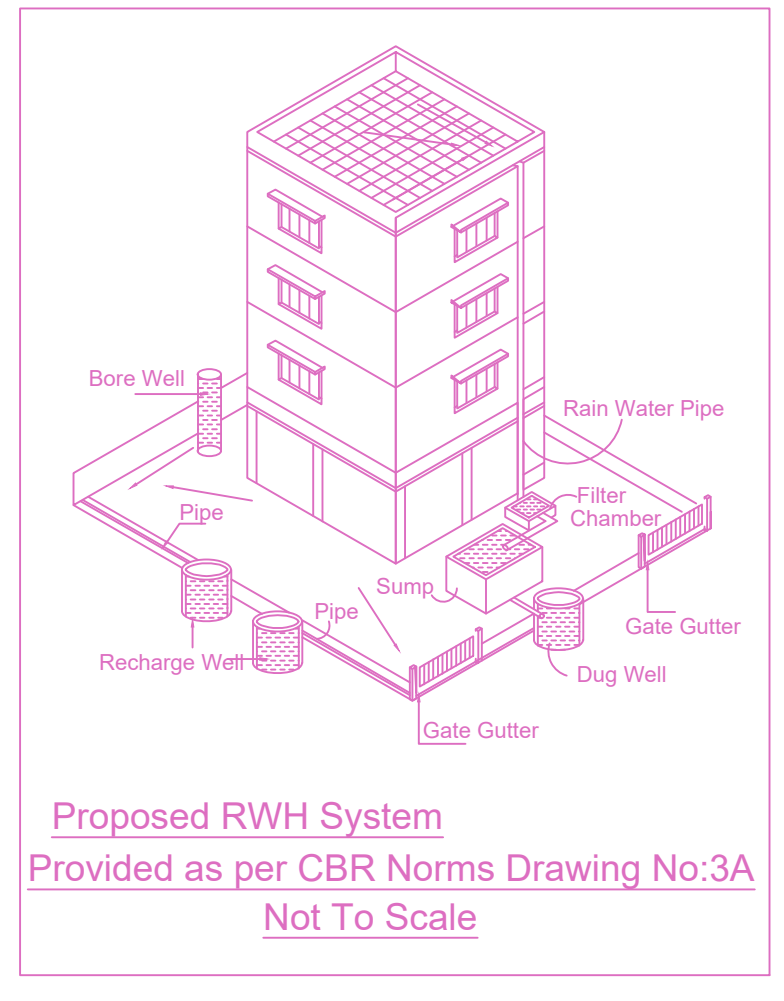 Bore Well
Rain Water Pipe
Filter
Chamber
Pipe
Sump
Pipe
Gate Gutter
Recharge Well
Dug Well
Gate Gutter
Proposed RWH System
Provided as per CBR Norms Drawing No:3A
Not To Scale